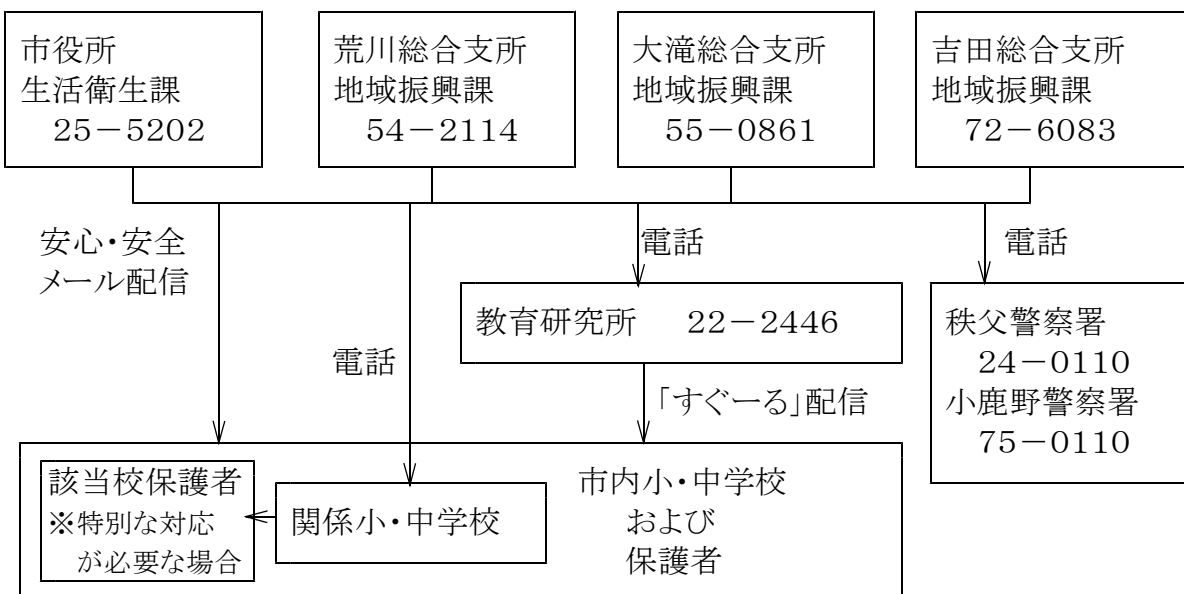 市役所
生活衛生課
25－5202
荒川総合支所
地域振興課
54－2114
大滝総合支所
地域振興課
55－0861
吉田総合支所
地域振興課
72－6083
安心・安全
メール配信
電話
電話
電話
教育研究所　22－2446
「すぐーる」配信
秩父警察署
24－0110
小鹿野警察署
75－0110
該当校保護者
※特別な対応
が必要な場合
関係小・中学校
市内小・中学校
および
保護者